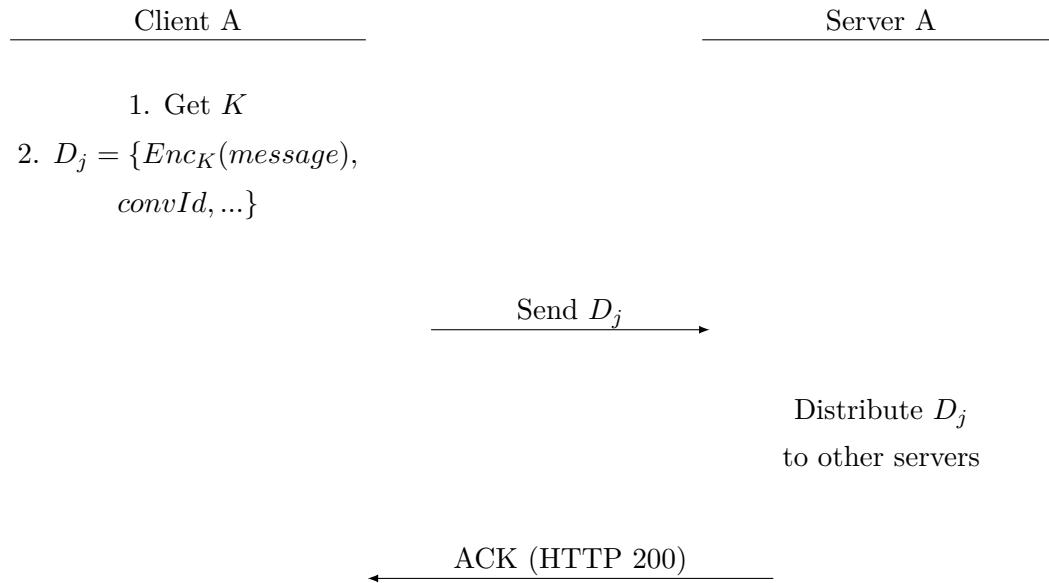 Client A
Server A
1. Get K
2. D_j = {Enc_K(message),
convId, ...}
Send D_j
Distribute D_j
to other servers
ACK (HTTP 200)